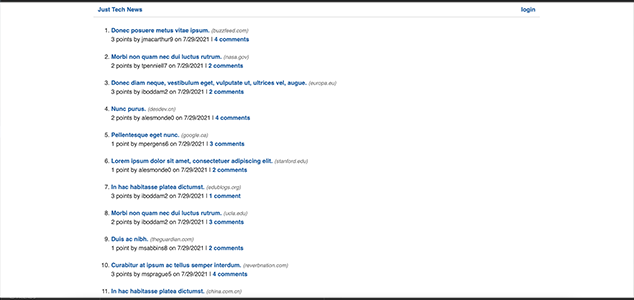 Just Tech News login
1. Donec posuere metus vitae ipsum. (buzzfeed.com)
3 points by jmacarthur9 on 7/29/2021 | 4 comments
2. Morbi non quam nec dui luctus rutrum. (nasa.gov)
2 points by tpenniell7 on 7/29/2021 | 2 comments
3. Donec diam neque, vestibulum eget, vulputate ut, ultrices vel, augue. (europa.eu)
3 points by iboddam2 on 7/29/2021 | 2 comments
4. Nunc purus. (desdev.cn)
2 points by alesmonde0 on 7/29/2021 | 4 comments
5. Pellentesque eget nunc. (google.ca)
1 point by mpergens6 on 7/29/2021 | 3 comments
6. Lorem ipsum dolor sit amet, consectetuer adipiscing elit. (stanford.edu)
1 point by alesmonde0 on 7/29/2021 | 2 comments
7. In hac habitasse platea dictumst. (edublogs.org)
3 points by iboddam2 on 7/29/2021 | 1 comment
8. Morbi non quam nec dui luctus rutrum. (ucla.edu)
2 points by iboddam2 on 7/29/2021 | 3 comments
9. Duis ac nibh. (theguardian.com)
1 point by msabbins8 on 7/29/2021 | 2 comments
10. Curabitur at ipsum ac tellus semper interdum. (reverbnation.com)
3 points by msprague5 on 7/29/2021 | 4 comments
11. In hac habitasse platea dictumst. (china.com.cn)